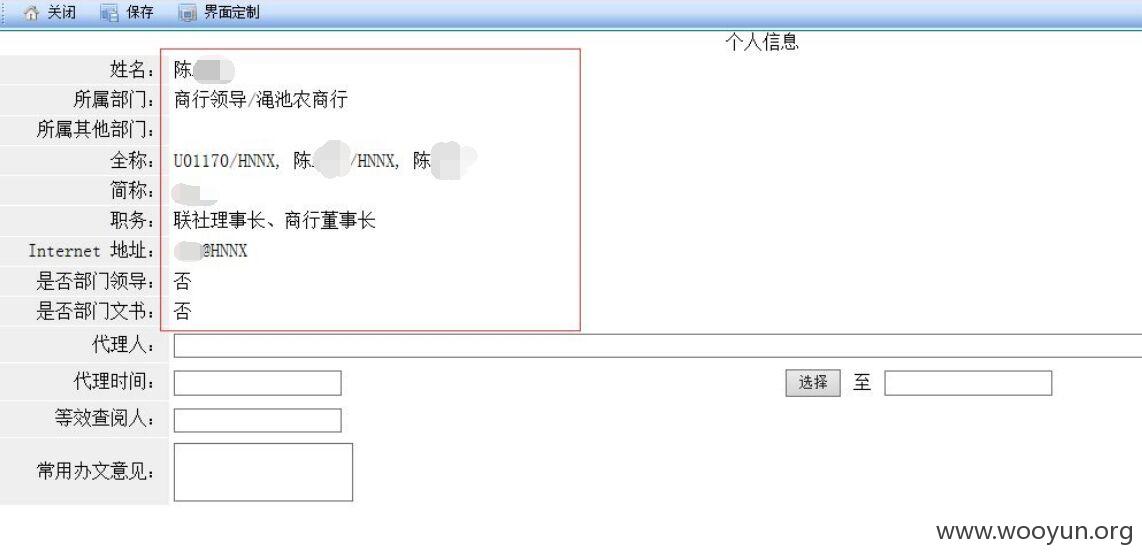 关闭 保存 界面定制
个人信息
姓名： 陈
所属部门： 商行领导/渑池农商行
所属其他部门：
全称： U01170/HNNX, 陈 /HNNX, 陈
简称：
职务： 联社理事长、商行董事长
Internet 地址： @HNNX
是否部门领导： 否
是否部门文书： 否
代理人：
代理时间： 选择 至
等效查阅人：
常用办文意见：
www.wooyun.org